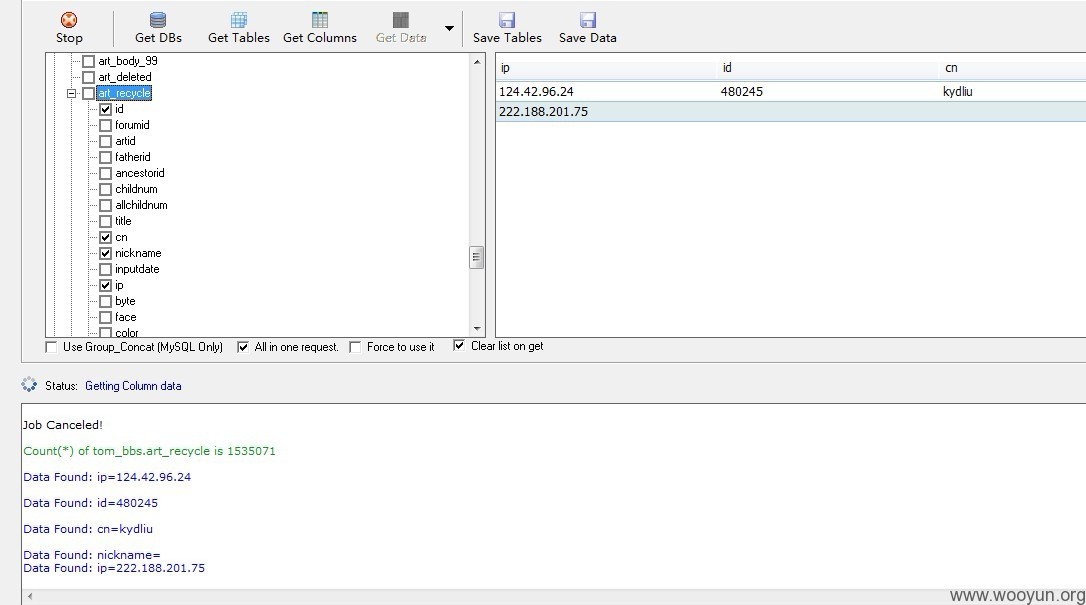 Stop Get DBs Get Tables Get Columns Get Data Save Tables Save Data
art_body_99
art_deleted
art_recycle
id
forumid
artid
fatherid
ancestorid
childnum
allchildnum
title
cn
nickname
inputdate
ip
byte
face
color
ip id cn
124.42.96.24 480245 kydliu
222.188.201.75
Use Group_Concat (MySQL Only) All in one request. Force to use it Clear list on get
Status: Getting Column data
Job Canceled!
Count(*) of tom_bbs.art_recycle is 1535071
Data Found: ip=124.42.96.24
Data Found: id=480245
Data Found: cn=kydliu
Data Found: nickname=
Data Found: ip=222.188.201.75
www.wooyun.org